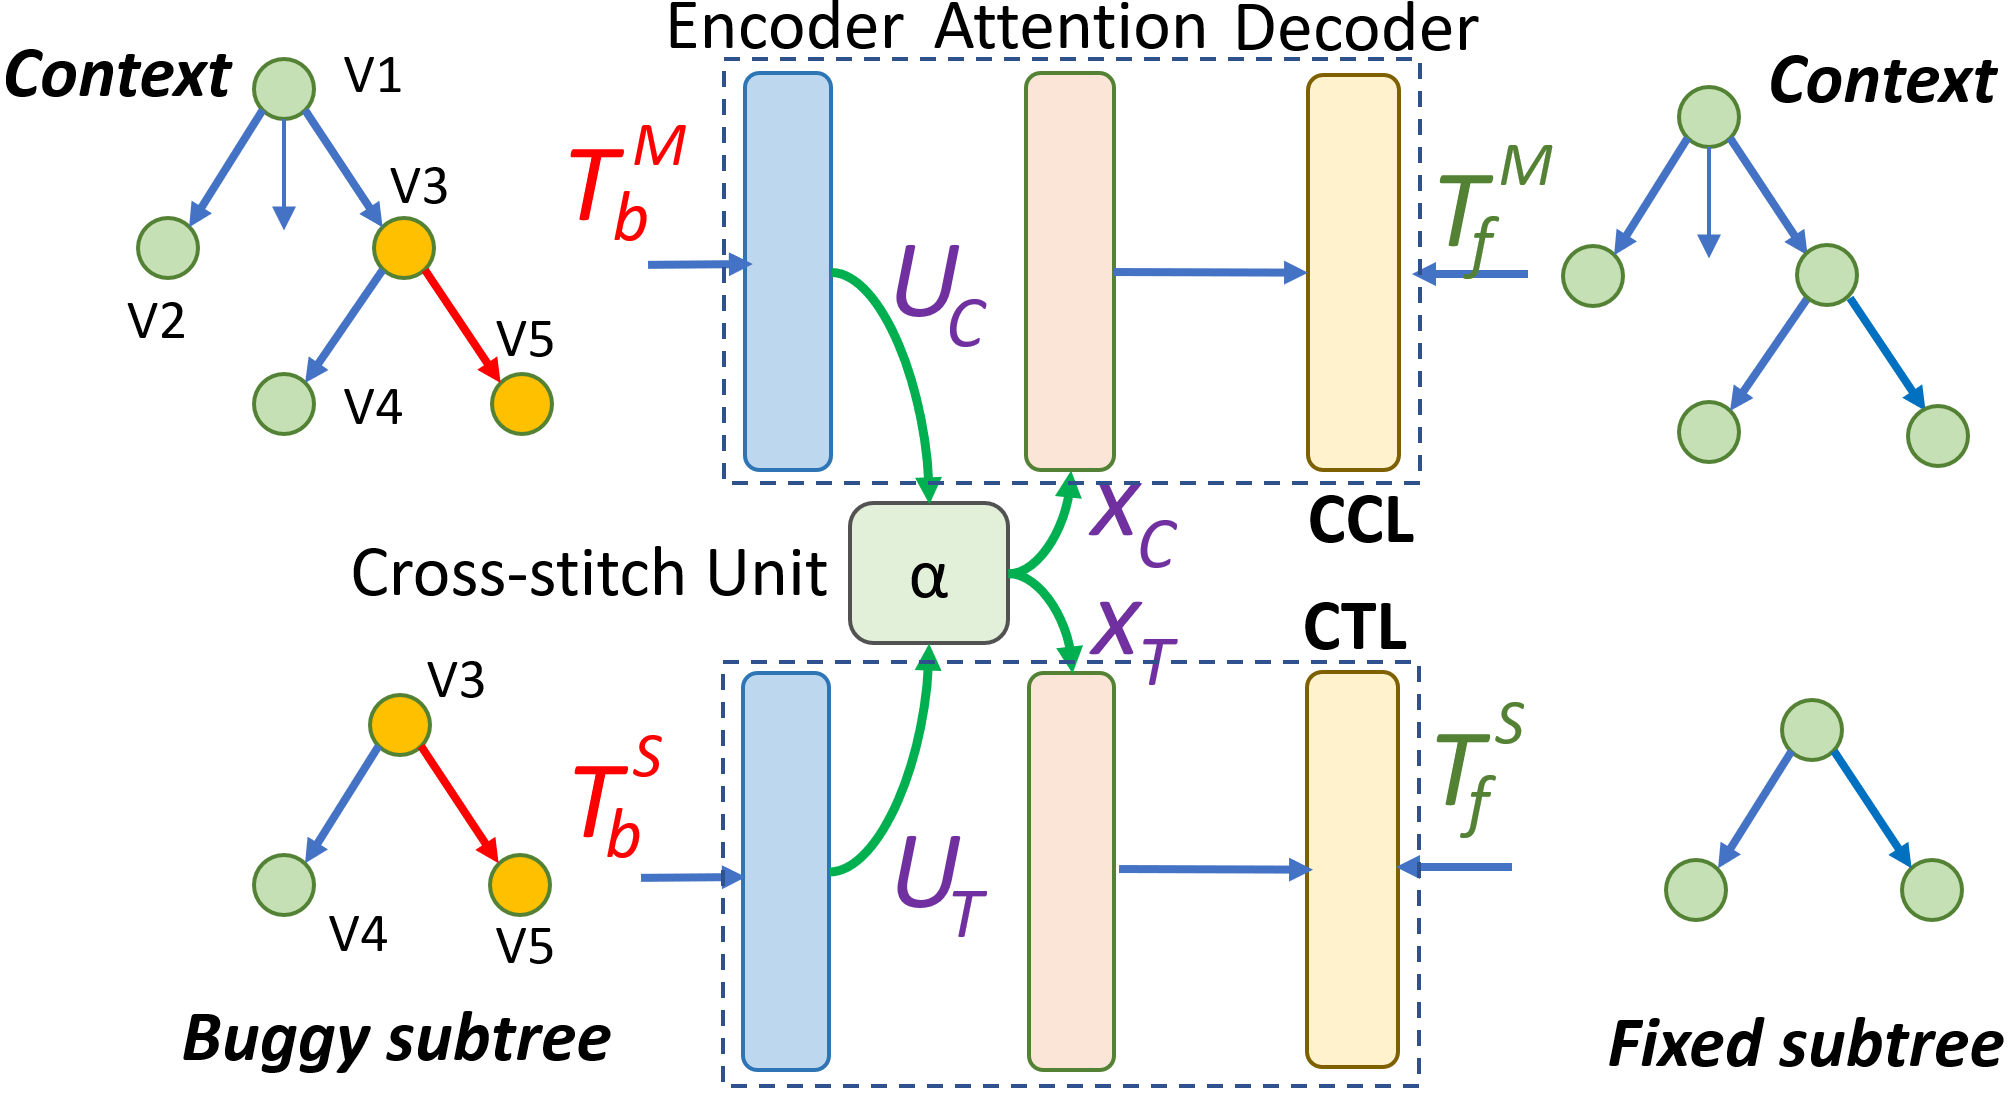 Encoder Attention Decoder
Context
V1
V3
V2
V5
V4
T_b^M
U_C
T_f^M
Context
x_C
CCL
Cross-stitch Unit
α
x_T
CTL
V3
V4
V5
T_b^S
U_T
T_f^S
Buggy subtree
Fixed subtree